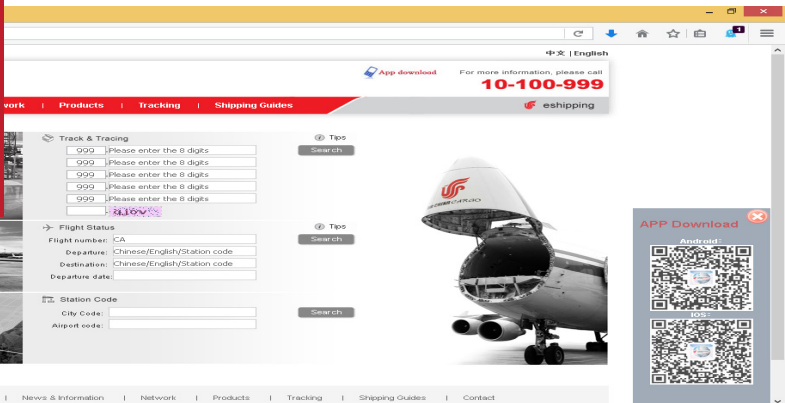 1
中文 | English
App download
For more information, please call
10-100-999
work | Products | Tracking | Shipping Guides
eshipping
Track & Tracing
Tips
999 - Please enter the 8 digits
Search
999 - Please enter the 8 digits
999 - Please enter the 8 digits
999 - Please enter the 8 digits
999 - Please enter the 8 digits
Flight Status
Tips
Flight number: CA
Search
Departure: Chinese/English/Station code
Destination: Chinese/English/Station code
Departure date:
Station Code
City Code:
Search
Airport code:
CARGO
APP Download
Android:
IOS:
| News & Information | Network | Products | Tracking | Shipping Guides | Contact